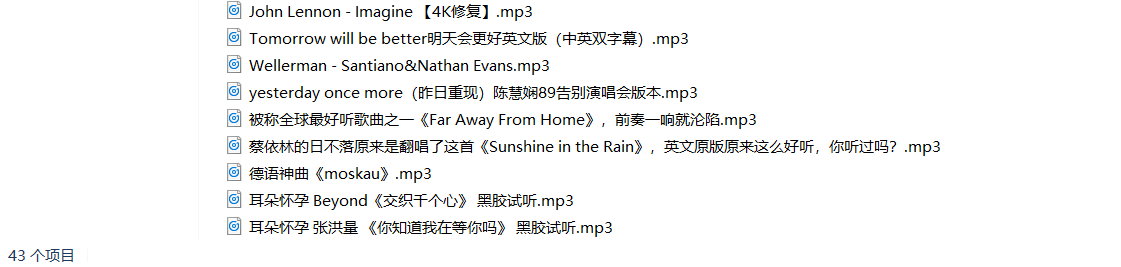 John Lennon - Imagine 【4K修复】.mp3
Tomorrow will be better明天会更好英文版（中英双字幕）.mp3
Wellerman - Santiano&Nathan Evans.mp3
yesterday once more（昨日重现）陈慧娴89告别演唱会版本.mp3
被称全球最好听歌曲之一《Far Away From Home》，前奏一响就沦陷.mp3
蔡依林的日不落原来是翻唱了这首《Sunshine in the Rain》，英文原版原来这么好听，你听过吗？.mp3
德语神曲《moskau》.mp3
耳朵怀孕 Beyond《交织千个心》 黑胶试听.mp3
耳朵怀孕 张洪量 《你知道我在等你吗》 黑胶试听.mp3
43 个项目